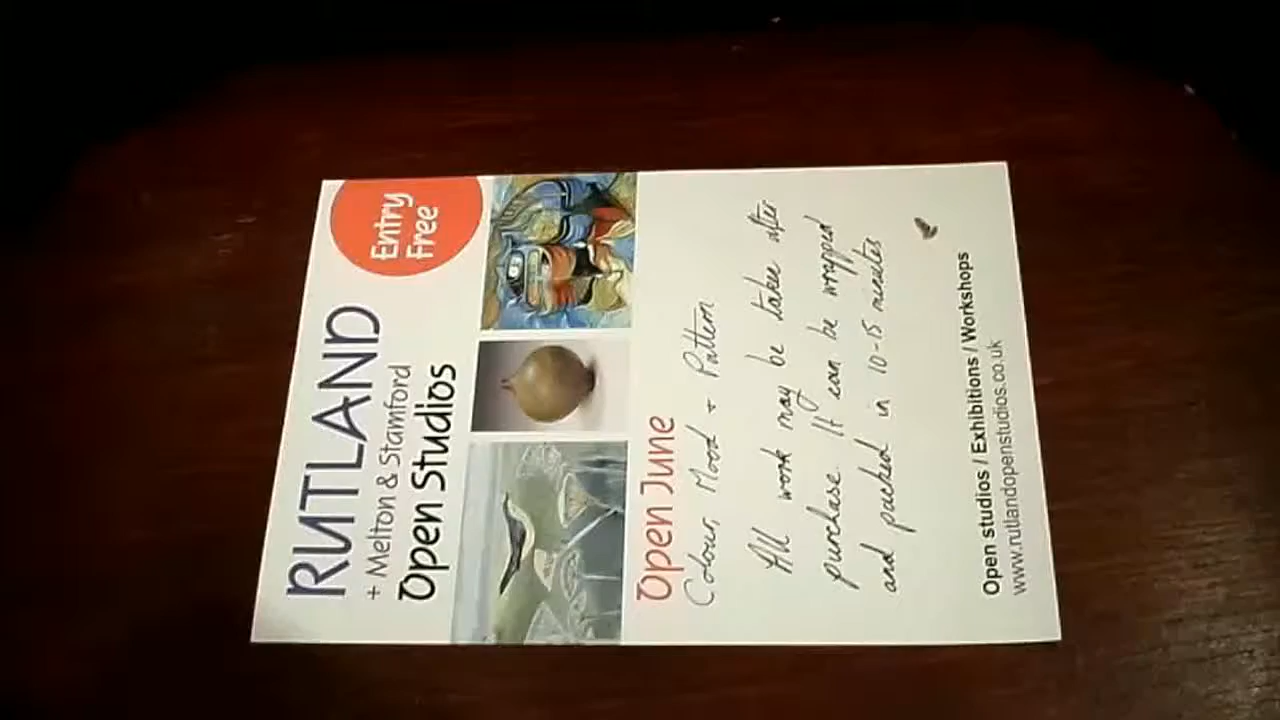 RUTLAND
+ Melton & Stamford
Open Studios
Entry
Free
Open June
Colour, Mood + Pattern
All work may be taken after
purchase. It can be wrapped
and packed in 10-15 minutes
Open studios / Exhibitions / Workshops
www.rutlandopenstudios.co.uk